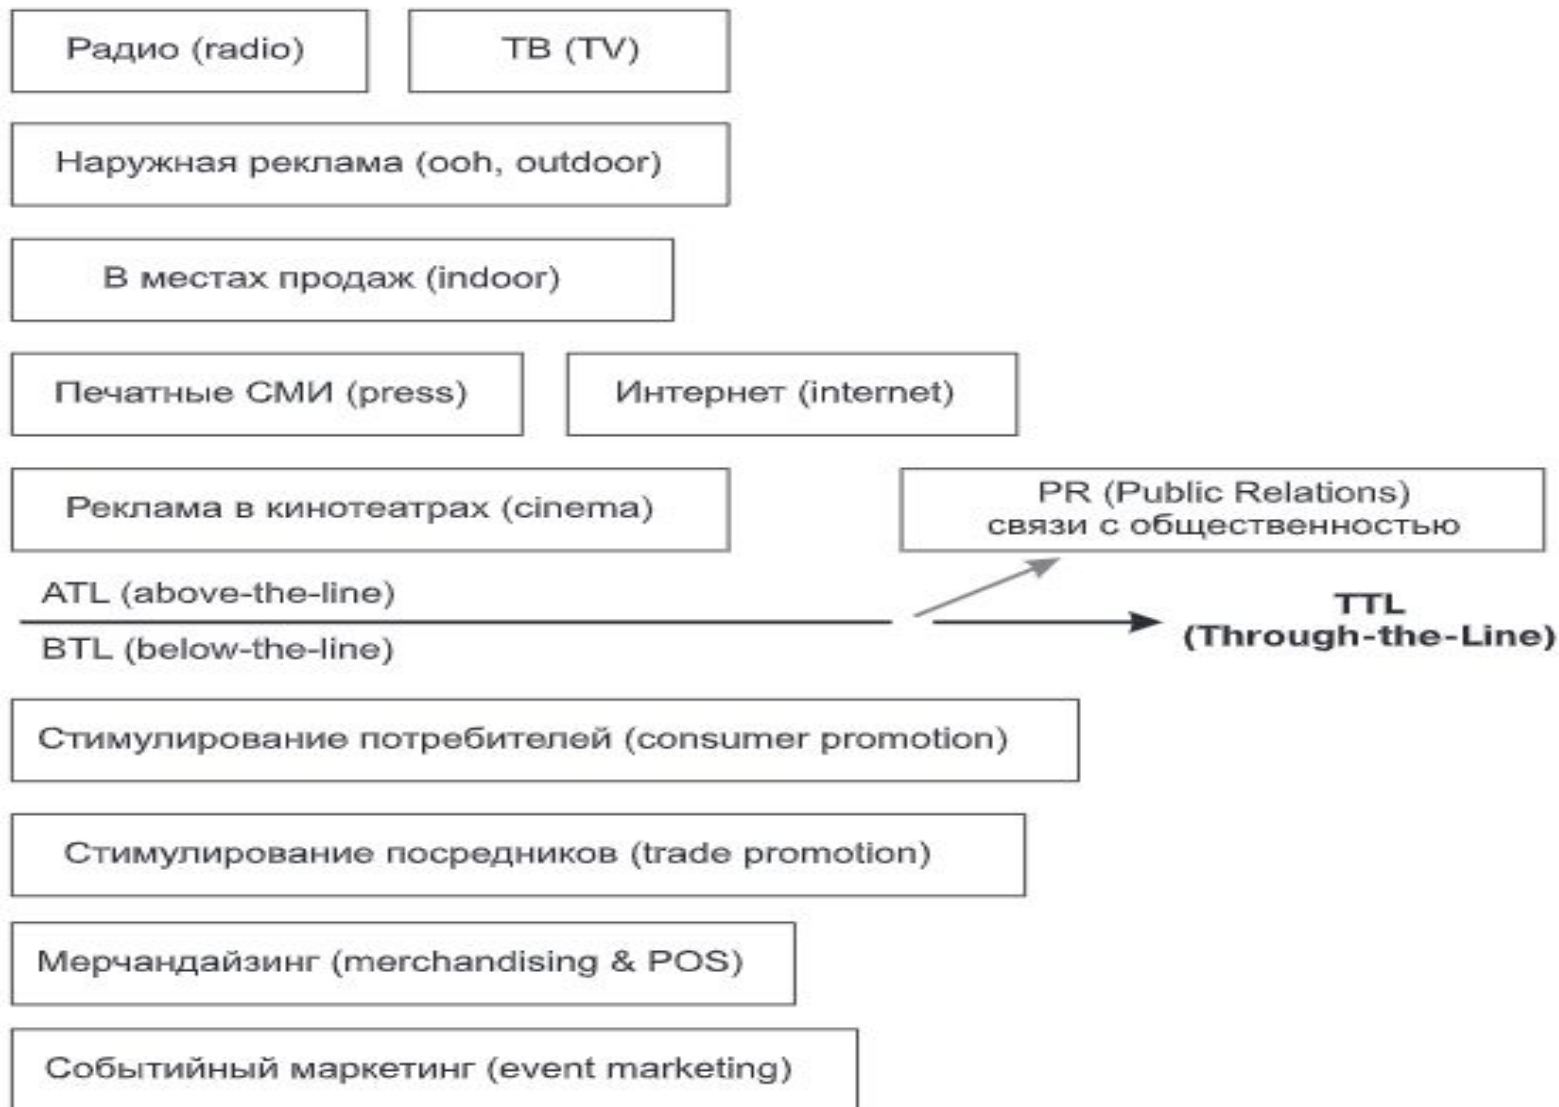 Радио (radio)
ТВ (TV)
Наружная реклама (ooh, outdoor)
В местах продаж (indoor)
Печатные СМИ (press)
Интернет (internet)
Реклама в кинотеатрах (cinema)
PR (Public Relations)
связи с общественностью
ATL (above-the-line)
BTL (below-the-line)
TTL
(Through-the-Line)
Стимулирование потребителей (consumer promotion)
Стимулирование посредников (trade promotion)
Мерчандайзинг (merchandising & POS)
Событийный маркетинг (event marketing)